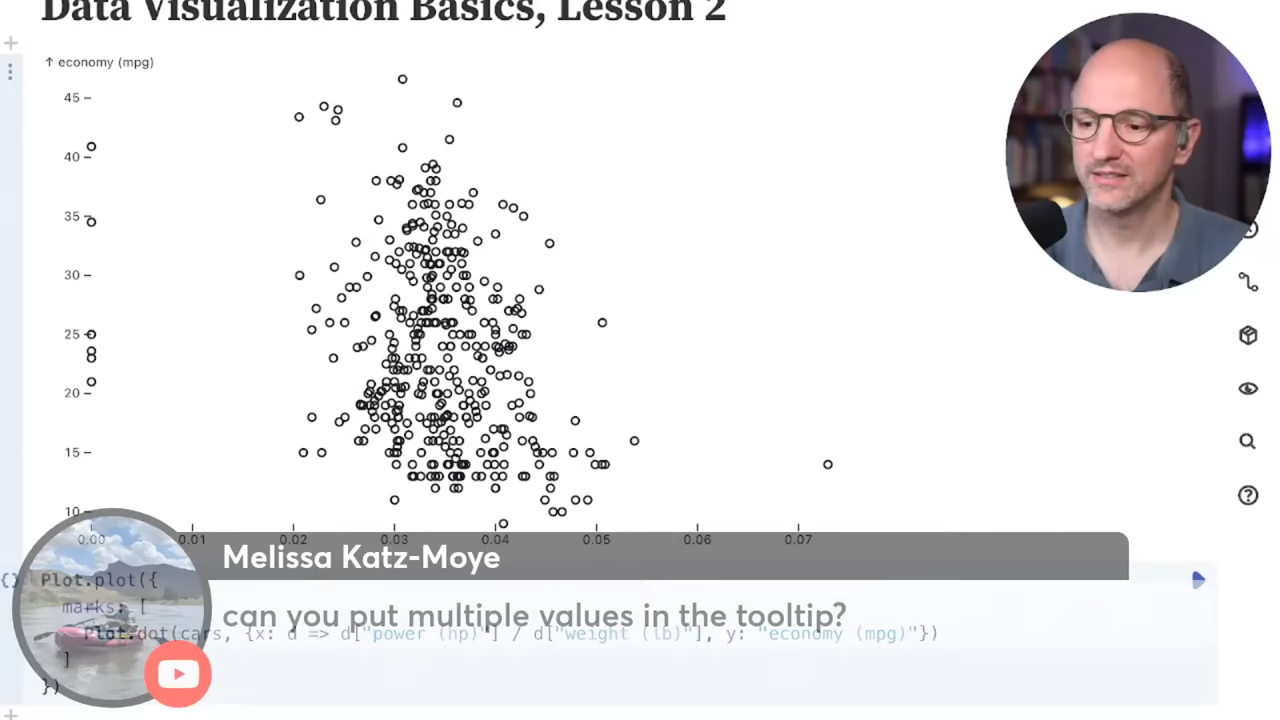 Data Visualization Basics, Lesson 2
↑ economy (mpg)
45
40
35
30
25
20
15
10
0.00 0.01 0.02 0.03 0.04 0.05 0.06 0.07
Melissa Katz-Moye
can you put multiple values in the tooltip?
Plot.plot({
marks: [
Plot.dot(cars, {x: d => d["power (hp)"] / d["weight (lb)"], y: "economy (mpg)"})
]
})